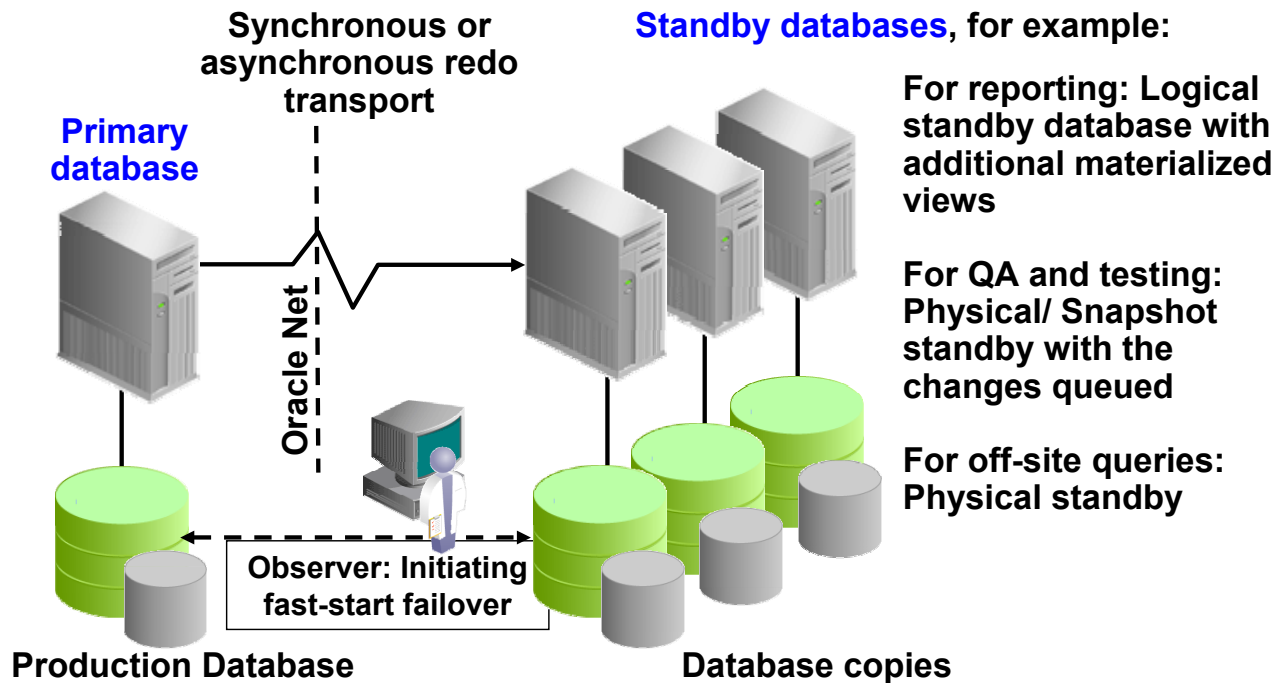 Synchronous or
asynchronous redo
transport
Standby databases, for example:
Primary
database
Oracle Net
For reporting: Logical
standby database with
additional materialized
views
For QA and testing:
Physical/ Snapshot
standby with the
changes queued
For off-site queries:
Physical standby
Observer: Initiating
fast-start failover
Production Database
Database copies